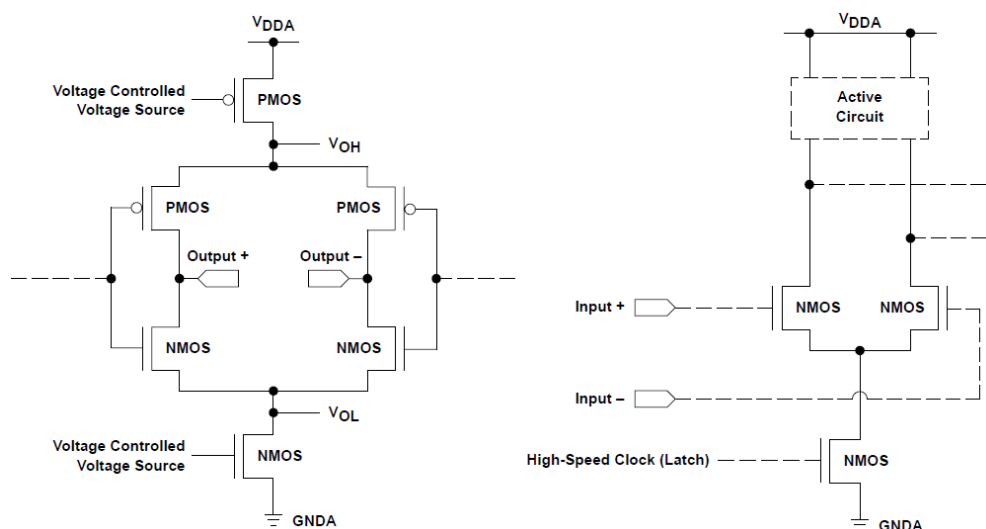 VDDA
Voltage Controlled
Voltage Source
PMOS
VOH
PMOS
PMOS
Output +
Output –
NMOS
NMOS
VOL
Voltage Controlled
Voltage Source
NMOS
GNDA
VDDA
Active
Circuit
Input +
NMOS
NMOS
Input –
High-Speed Clock (Latch)
NMOS
GNDA